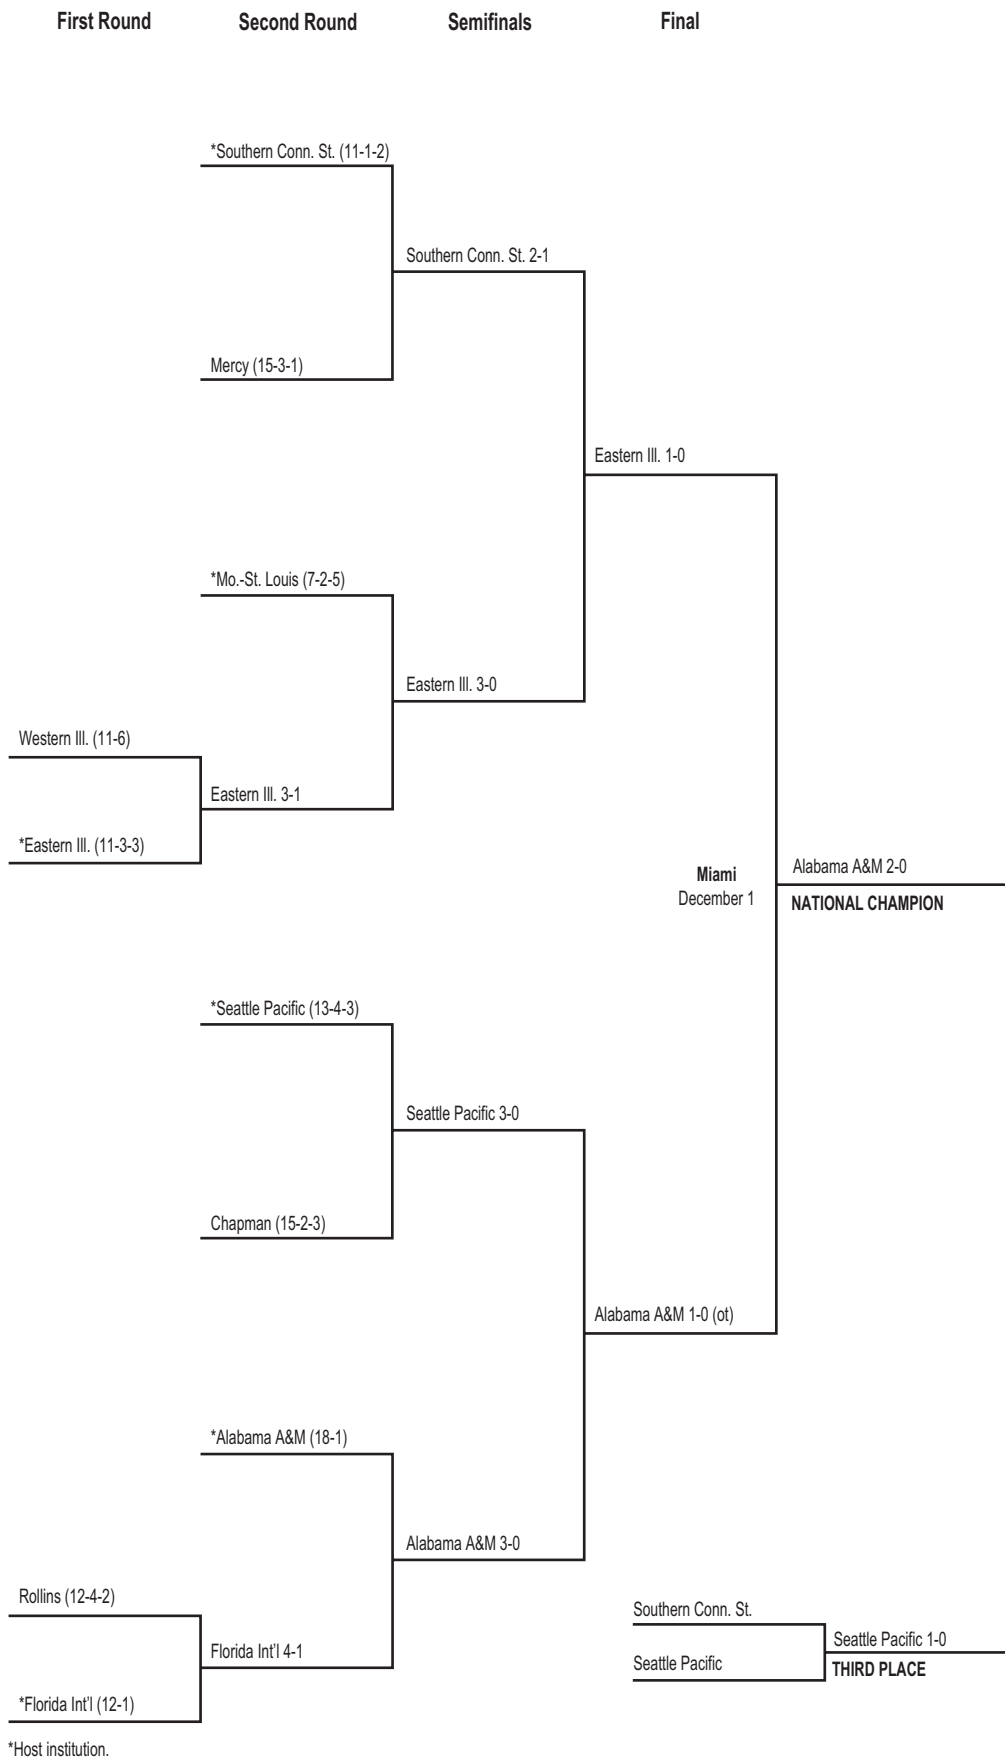 First Round
Second Round
Semifinals
Final
*Southern Conn. St. (11-1-2)
Southern Conn. St. 2-1
Mercy (15-3-1)
Eastern Ill. 1-0
*Mo.-St. Louis (7-2-5)
Eastern Ill. 3-0
Western Ill. (11-6)
Eastern Ill. 3-1
*Eastern Ill. (11-3-3)
Miami
December 1
Alabama A&M 2-0
NATIONAL CHAMPION
*Seattle Pacific (13-4-3)
Seattle Pacific 3-0
Chapman (15-2-3)
Alabama A&M 1-0 (ot)
*Alabama A&M (18-1)
Alabama A&M 3-0
Rollins (12-4-2)
Florida Int'l 4-1
*Florida Int'l (12-1)
Southern Conn. St.
Seattle Pacific
Seattle Pacific 1-0
THIRD PLACE
*Host institution.